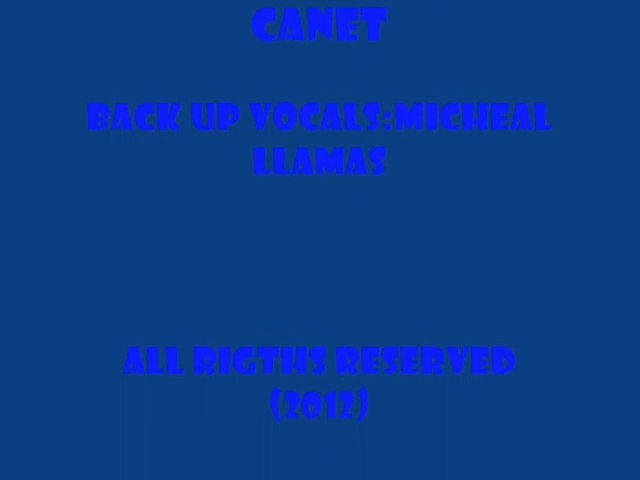 CANET
BACK UP VOCALS:MICHEAL
LLAMAS
ALL RIGTHS RESERVED
(2012)